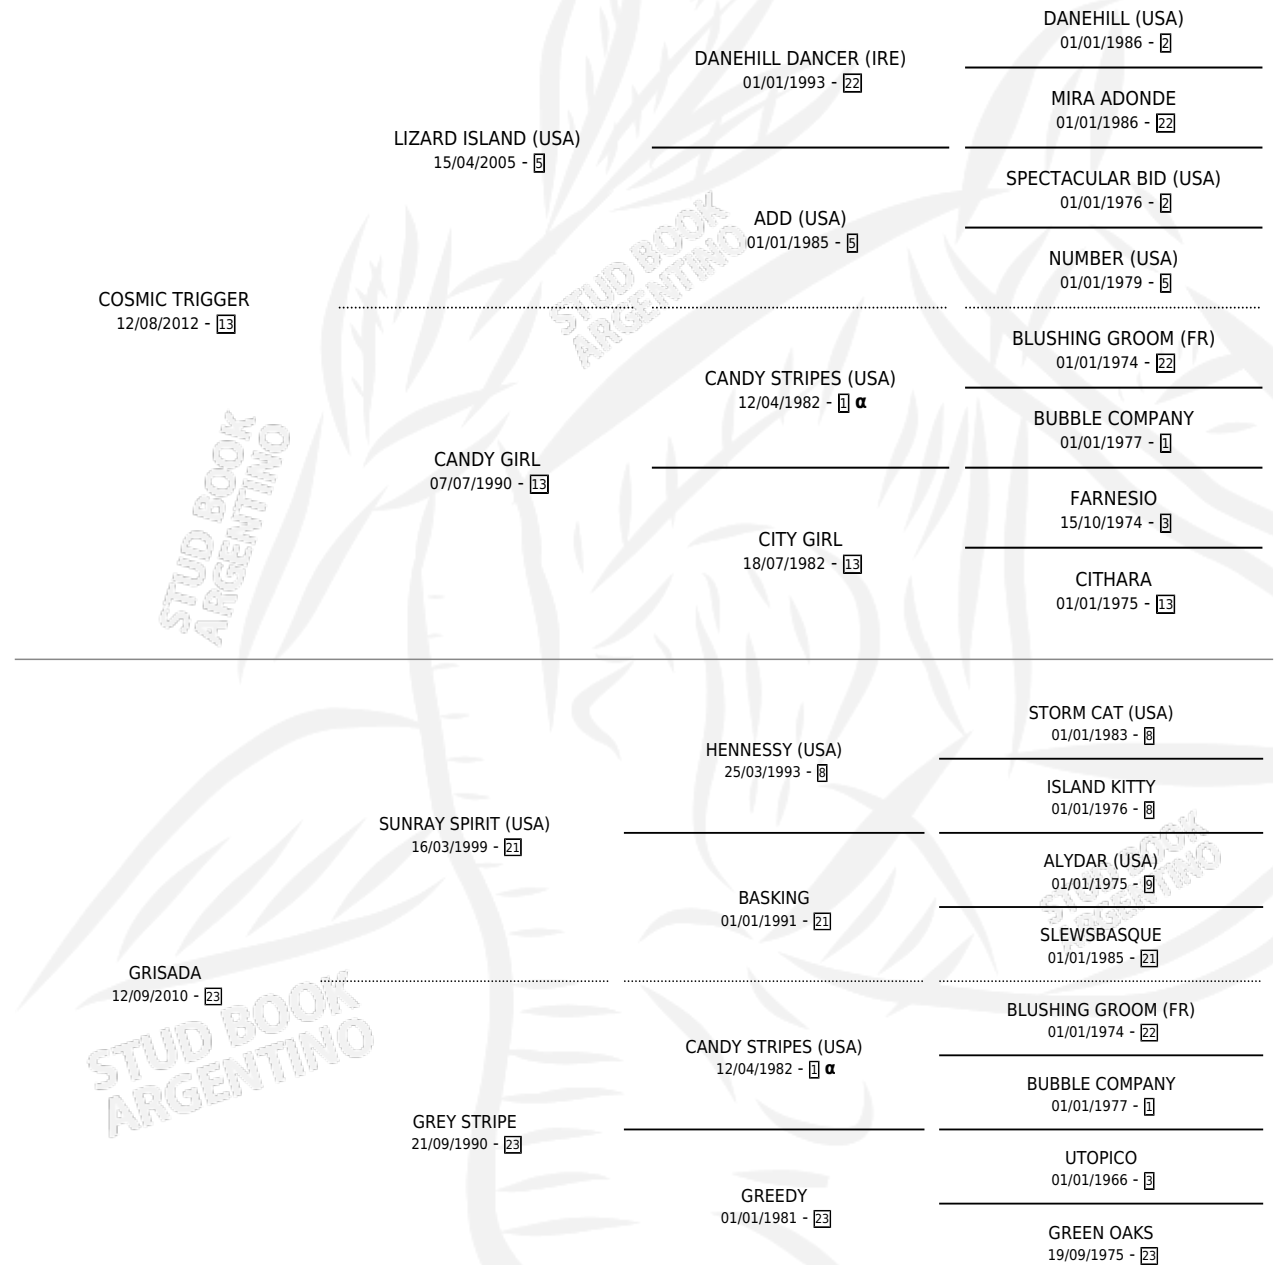 DANEHILL (USA)
01/01/1986 - 2
DANEHILL DANCER (IRE)
01/01/1993 - 22
MIRA ADONDE
01/01/1986 - 22
LIZARD ISLAND (USA)
15/04/2005 - 5
SPECTACULAR BID (USA)
01/01/1976 - 2
ADD (USA)
01/01/1985 - 5
NUMBER (USA)
01/01/1979 - 5
STUD BOOK
ARGENTINO
COSMIC TRIGGER
12/08/2012 - 13
BLUSHING GROOM (FR)
01/01/1974 - 22
CANDY STRIPES (USA)
12/04/1982 - 1 α
BUBBLE COMPANY
01/01/1977 - 1
CANDY GIRL
07/07/1990 - 13
FARNESIO
15/10/1974 - 3
CITY GIRL
18/07/1982 - 13
CITHARA
01/01/1975 - 13
STUD BOOK
ARGENTINO
STORM CAT (USA)
01/01/1983 - 8
HENNESSY (USA)
25/03/1993 - 8
ISLAND KITTY
01/01/1976 - 8
SUNRAY SPIRIT (USA)
16/03/1999 - 21
ALYDAR (USA)
01/01/1975 - 9
BASKING
01/01/1991 - 21
SLEWSBASQUE
01/01/1985 - 21
STUD BOOK
ARGENTINO
GRISADA
12/09/2010 - 23
BLUSHING GROOM (FR)
01/01/1974 - 22
CANDY STRIPES (USA)
12/04/1982 - 1 α
BUBBLE COMPANY
01/01/1977 - 1
GREY STRIPE
21/09/1990 - 23
UTOPICO
01/01/1966 - 3
GREEDY
01/01/1981 - 23
GREEN OAKS
19/09/1975 - 23
STUD BOOK
ARGENTINO